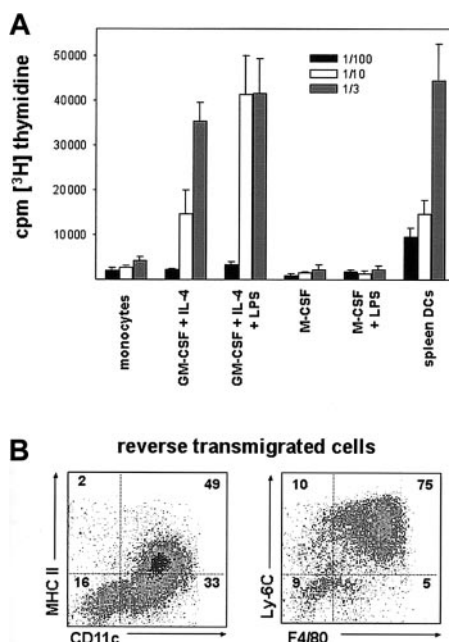 A
cpm [³H] thymidine
50000
40000
30000
20000
10000
1/100
1/10
1/3
monocytes
GM-CSF + IL-4
GM-CSF + IL-4
+ LPS
M-CSF
M-CSF
+ LPS
spleen DCs
B
reverse transmigrated cells
MHC II
2
49
16
33
CD11c
Ly-6C
10
75
9
5
F4/80